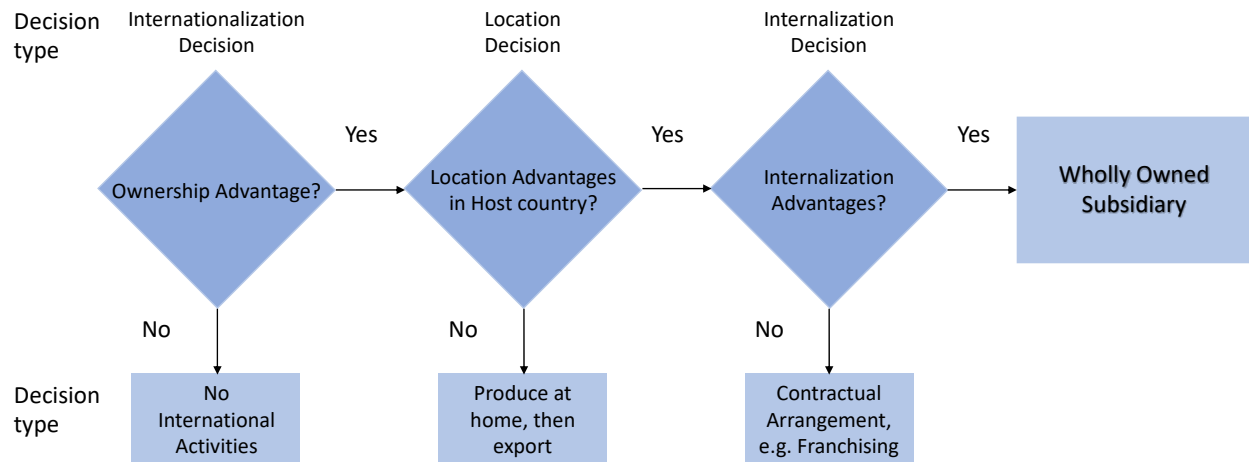 Decision
type
Internationalization
Decision
Location
Decision
Internalization
Decision
Ownership Advantage?
Yes
Location Advantages
in Host country?
Yes
Internalization
Advantages?
Yes
Wholly Owned
Subsidiary
No
No
No
Decision
type
No
International
Activities
Produce at
home, then
export
Contractual
Arrangement,
e.g. Franchising